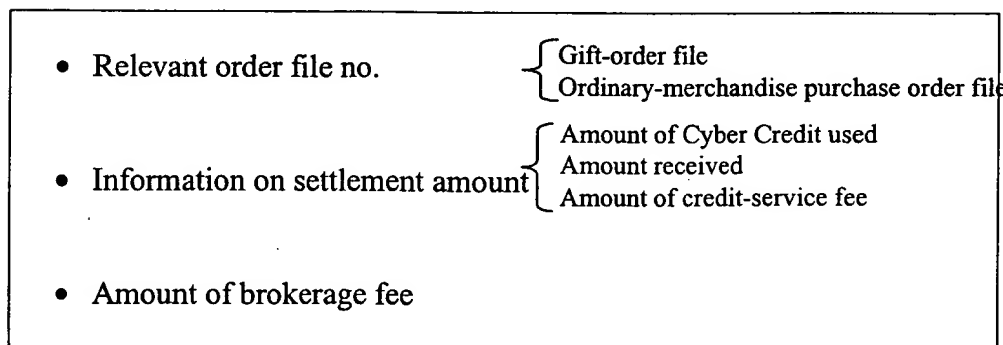 • Relevant order file no.
Gift-order file
Ordinary-merchandise purchase order file
• Information on settlement amount
Amount of Cyber Credit used
Amount received
Amount of credit-service fee
• Amount of brokerage fee